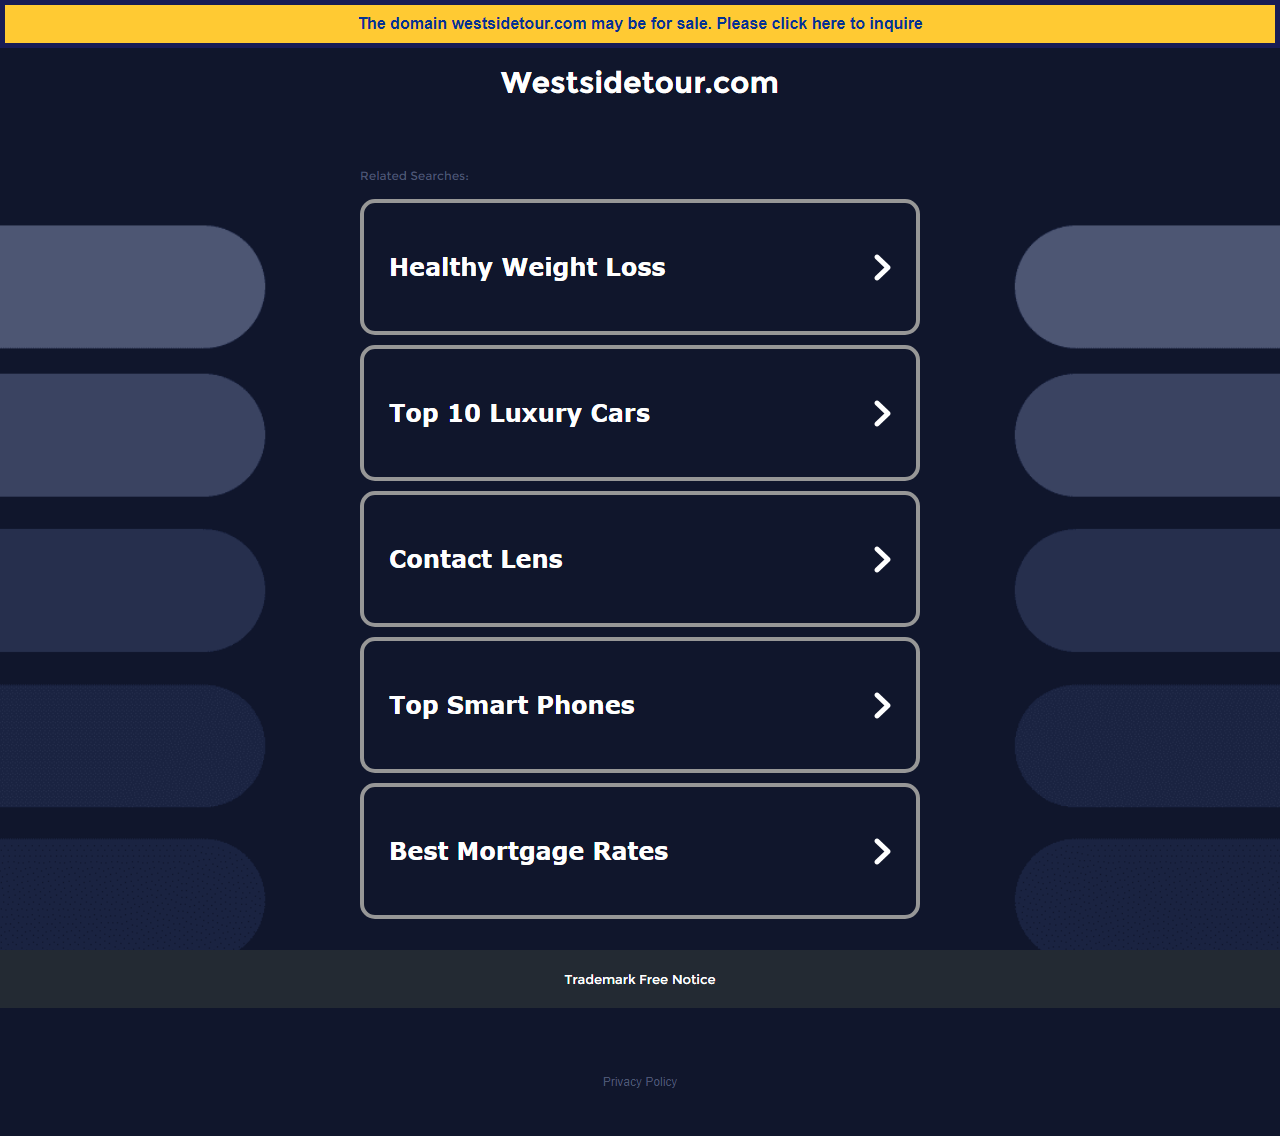 The domain westsidetour.com may be for sale. Please click here to inquire
Westsidetour.com
Related Searches:
Healthy Weight Loss
Top 10 Luxury Cars
Contact Lens
Top Smart Phones
Best Mortgage Rates
Trademark Free Notice
Privacy Policy